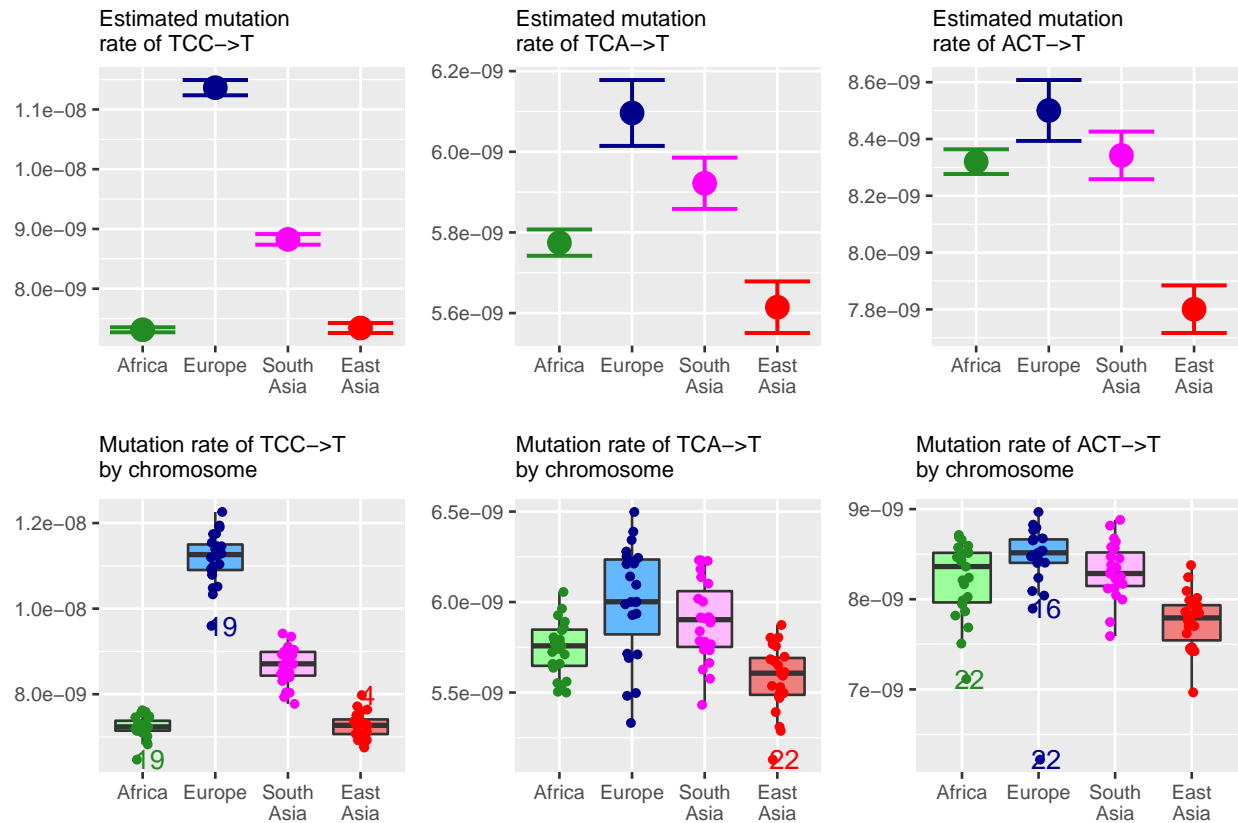 Estimated mutation
rate of TCC−>T
1.1e−08
1.0e−08
9.0e−09
8.0e−09
Africa
Europe
South
Asia
East
Asia
Estimated mutation
rate of TCA−>T
6.2e−09
6.0e−09
5.8e−09
5.6e−09
Africa
Europe
South
Asia
East
Asia
Estimated mutation
rate of ACT−>T
8.6e−09
8.4e−09
8.2e−09
8.0e−09
7.8e−09
Africa
Europe
South
Asia
East
Asia
Mutation rate of TCC−>T
by chromosome
1.2e−08
1.0e−08
8.0e−09
19
19
4
Africa
Europe
South
Asia
East
Asia
Mutation rate of TCA−>T
by chromosome
6.5e−09
6.0e−09
5.5e−09
22
Africa
Europe
South
Asia
East
Asia
Mutation rate of ACT−>T
by chromosome
9e−09
8e−09
7e−09
16
22
22
Africa
Europe
South
Asia
East
Asia